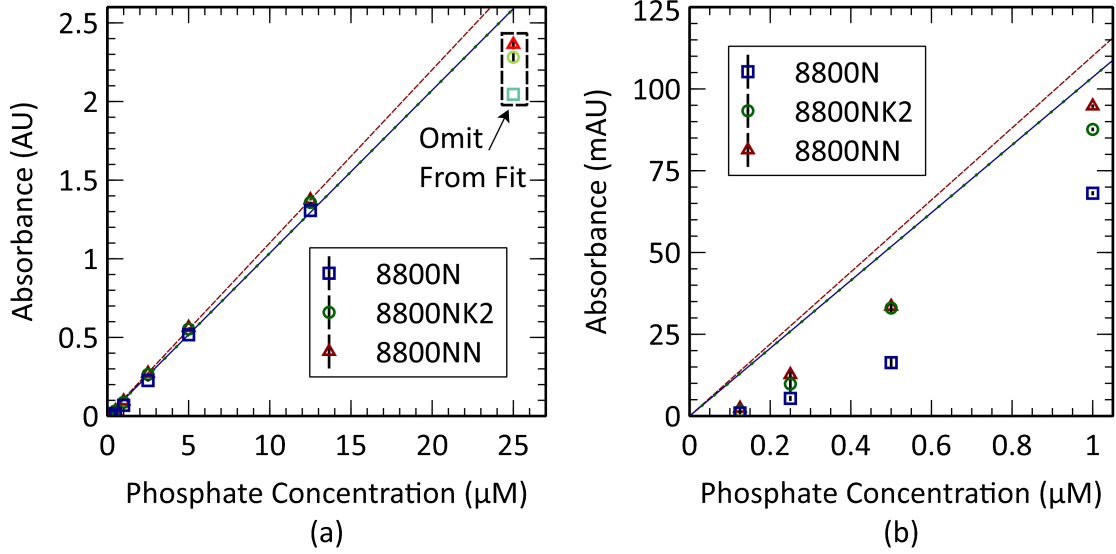 2.5
2
1.5
1
0.5
0
0
5
10
15
20
25
Absorbance (AU)
Omit
From Fit
8800N
8800NK2
8800NN
Phosphate Concentration (µM)
(a)
125
100
75
50
25
0
0
0.2
0.4
0.6
0.8
1
Absorbance (mAU)
8800N
8800NK2
8800NN
Phosphate Concentration (µM)
(b)